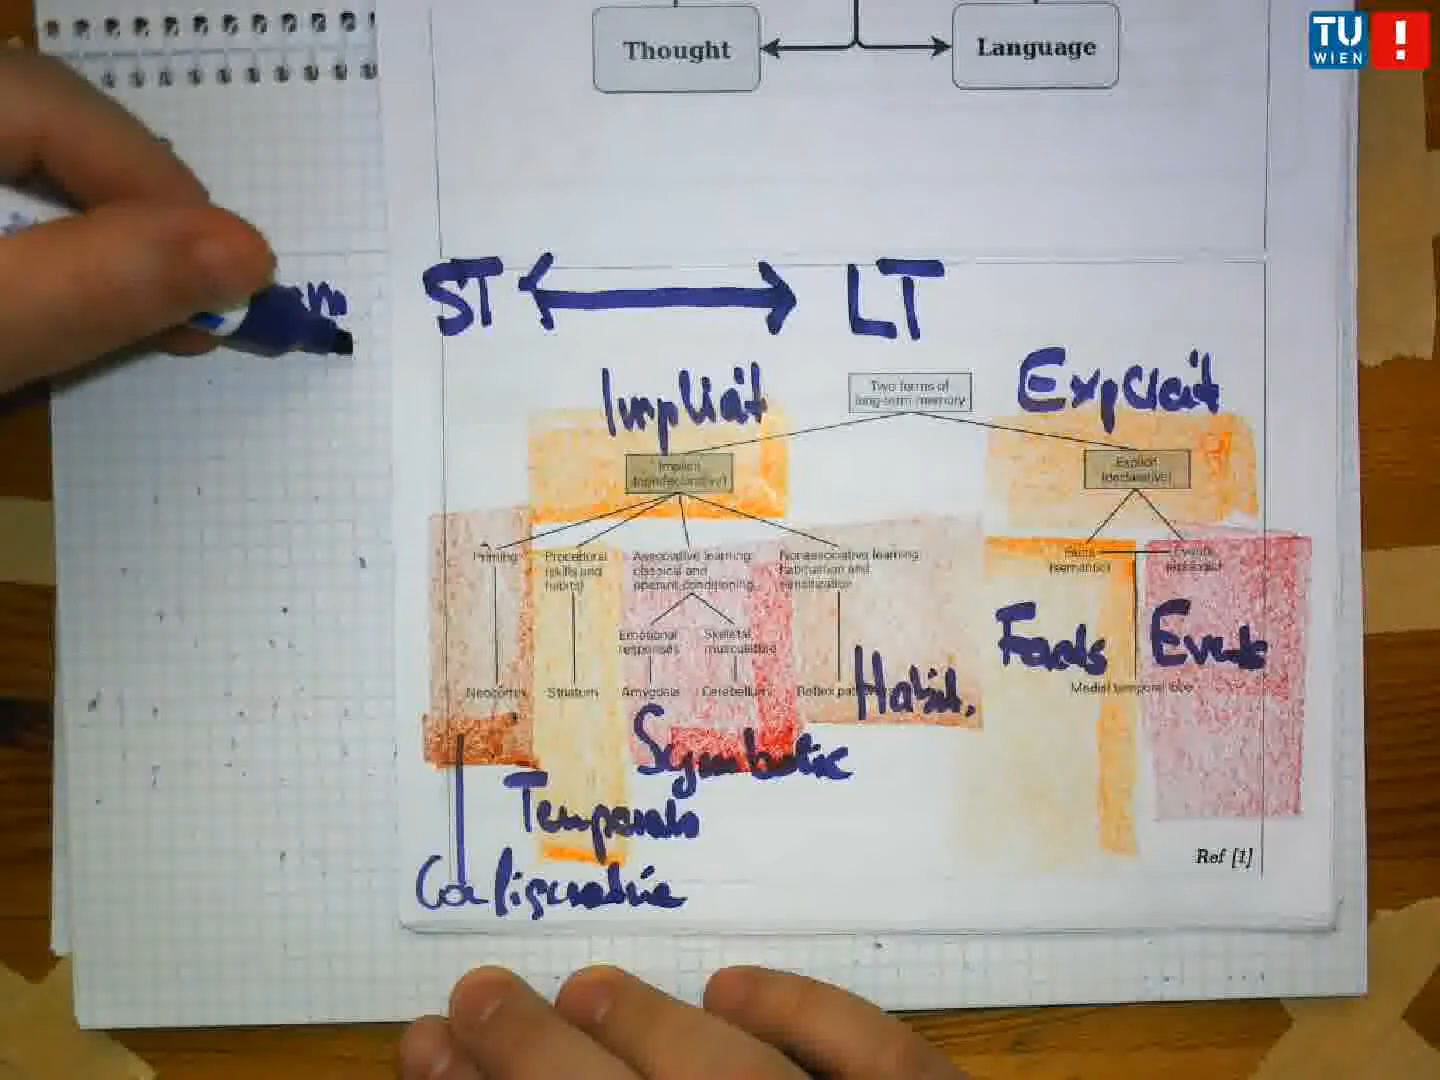 TU
WIEN
!
Thought
Language
ST
LT
Implicit
Explicit
Two forms of
long-term memory
Implicit
(nondeclarative)
Explicit
(declarative)
Priming
Procedural
(skills and
habits)
Associative learning:
classical and
operant conditioning
Nonassociative learning
habituation and
sensitization
Facts
(semantic)
Events
(episodic)
Emotional
responses
Skeletal
musculature
Facts
Events
Neocortex
Striatum
Amygdala
Cerebellum
Reflex
Habit.
Medial temporal lobe
Symbolic
Ref [1]